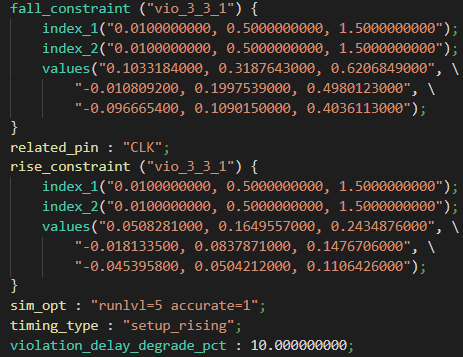 fall_constraint ("vio_3_3_1") {
index_1("0.0100000000, 0.5000000000, 1.5000000000");
index_2("0.0100000000, 0.5000000000, 1.5000000000");
values("0.1033184000, 0.3187643000, 0.6206849000", \
"-0.010809200, 0.1997539000, 0.4980123000", \
"-0.096665400, 0.1090150000, 0.4036113000");
}
related_pin : "CLK";
rise_constraint ("vio_3_3_1") {
index_1("0.0100000000, 0.5000000000, 1.5000000000");
index_2("0.0100000000, 0.5000000000, 1.5000000000");
values("0.0508281000, 0.1649557000, 0.2434876000", \
"-0.018133500, 0.0837871000, 0.1476706000", \
"-0.045395800, 0.0504212000, 0.1106426000");
}
sim_opt : "runlvl=5 accurate=1";
timing_type : "setup_rising";
violation_delay_degrade_pct : 10.000000000;